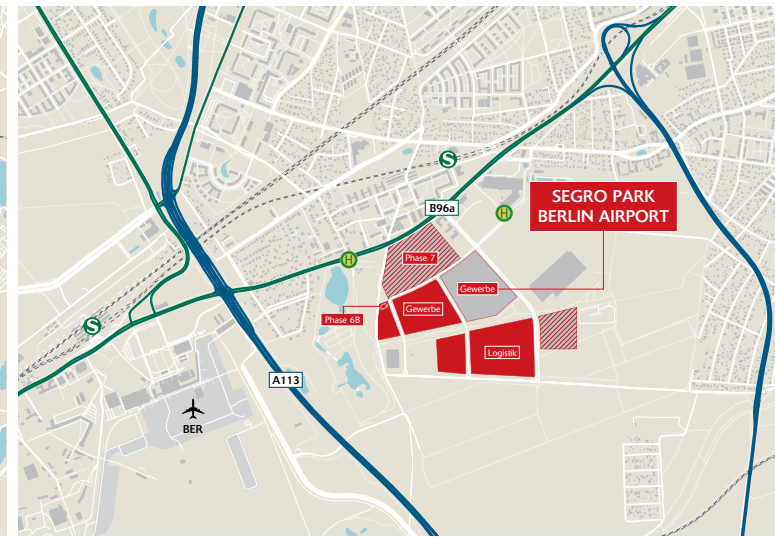 S
SEGRO PARK
BERLIN AIRPORT
B96a
H
H
Phase 7
Gewerbe
Gewerbe
Phase 6B
S
Logistik
A113
BER